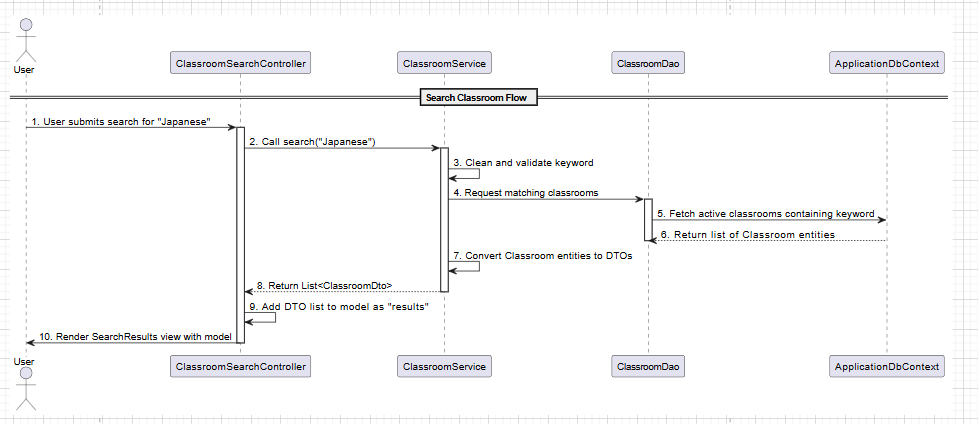 User
ClassroomSearchController
ClassroomService
ClassroomDao
ApplicationDbContext
Search Classroom Flow
1. User submits search for "Japanese"
2. Call search("Japanese")
3. Clean and validate keyword
4. Request matching classrooms
5. Fetch active classrooms containing keyword
6. Return list of Classroom entities
7. Convert Classroom entities to DTOs
8. Return List<ClassroomDto>
9. Add DTO list to model as "results"
10. Render SearchResults view with model
User
ClassroomSearchController
ClassroomService
ClassroomDao
ApplicationDbContext